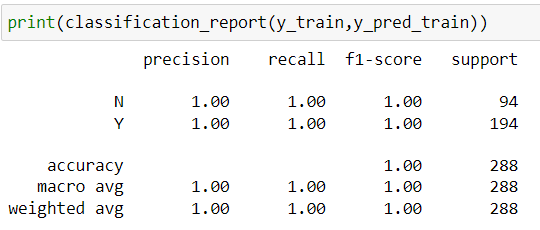 print(classification_report(y_train,y_pred_train))
precision recall f1-score support
N 1.00 1.00 1.00 94
Y 1.00 1.00 1.00 194
accuracy 1.00 288
macro avg 1.00 1.00 1.00 288
weighted avg 1.00 1.00 1.00 288